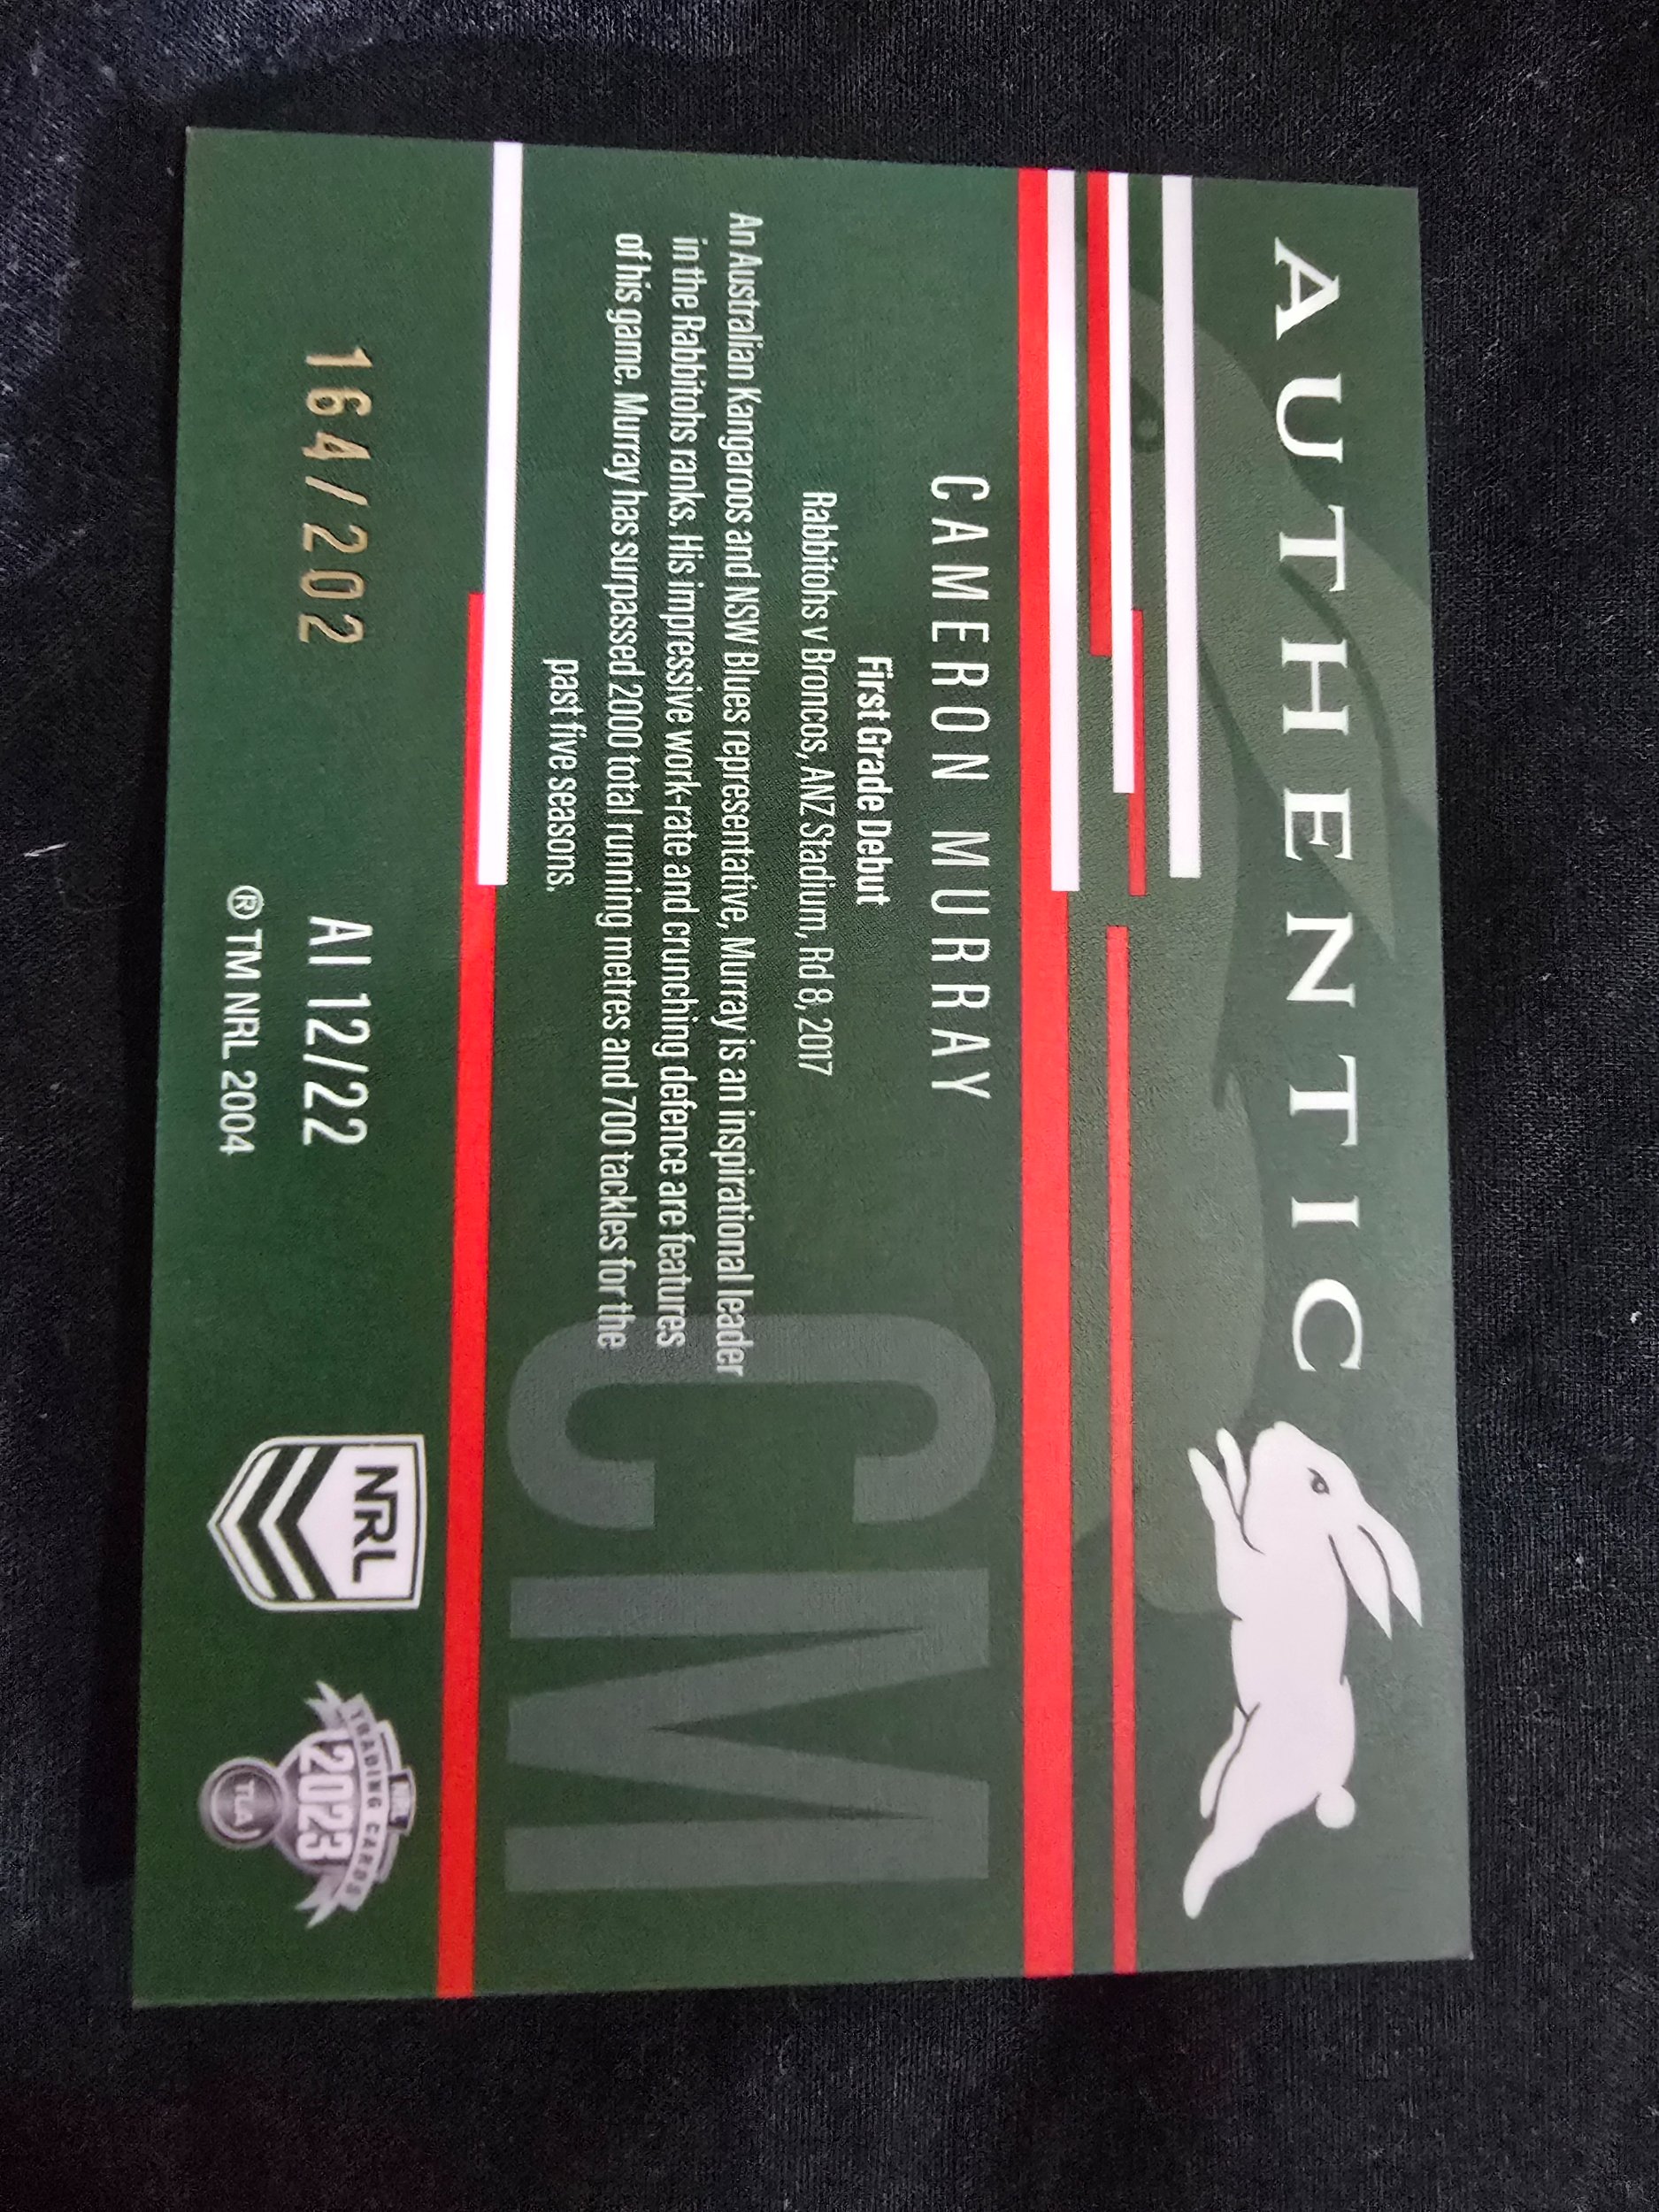 AUTHENTIC
CAMERON MURRAY
First Grade Debut
Rabbitohs v Broncos, ANZ Stadium, Rd 8, 2017
An Australian Kangaroos and NSW Blues representative, Murray is an inspirational leader
in the Rabbitohs ranks. His impressive work-rate and crunching defence are features
of his game. Murray has surpassed 2000 total running metres and 700 tackles for the
past five seasons.
CM
164/202
AI 12/22
® TM NRL 2004
NRL
NRL
TRADING CARDS
2023
TLA